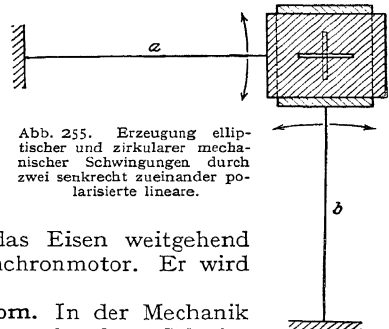 a
Abb. 255. Erzeugung ellip-
tischer und zirkularer mecha-
nischer Schwingungen durch
zwei senkrecht zueinander po-
larisierte lineare.
b
das Eisen weitgehend
nchronmotor. Er wird
om. In der Mechanik